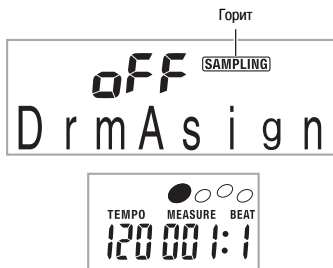 Горит
oFF SAMPLING
DrmAsign
TEMPO MEASURE BEAT
120 001:1